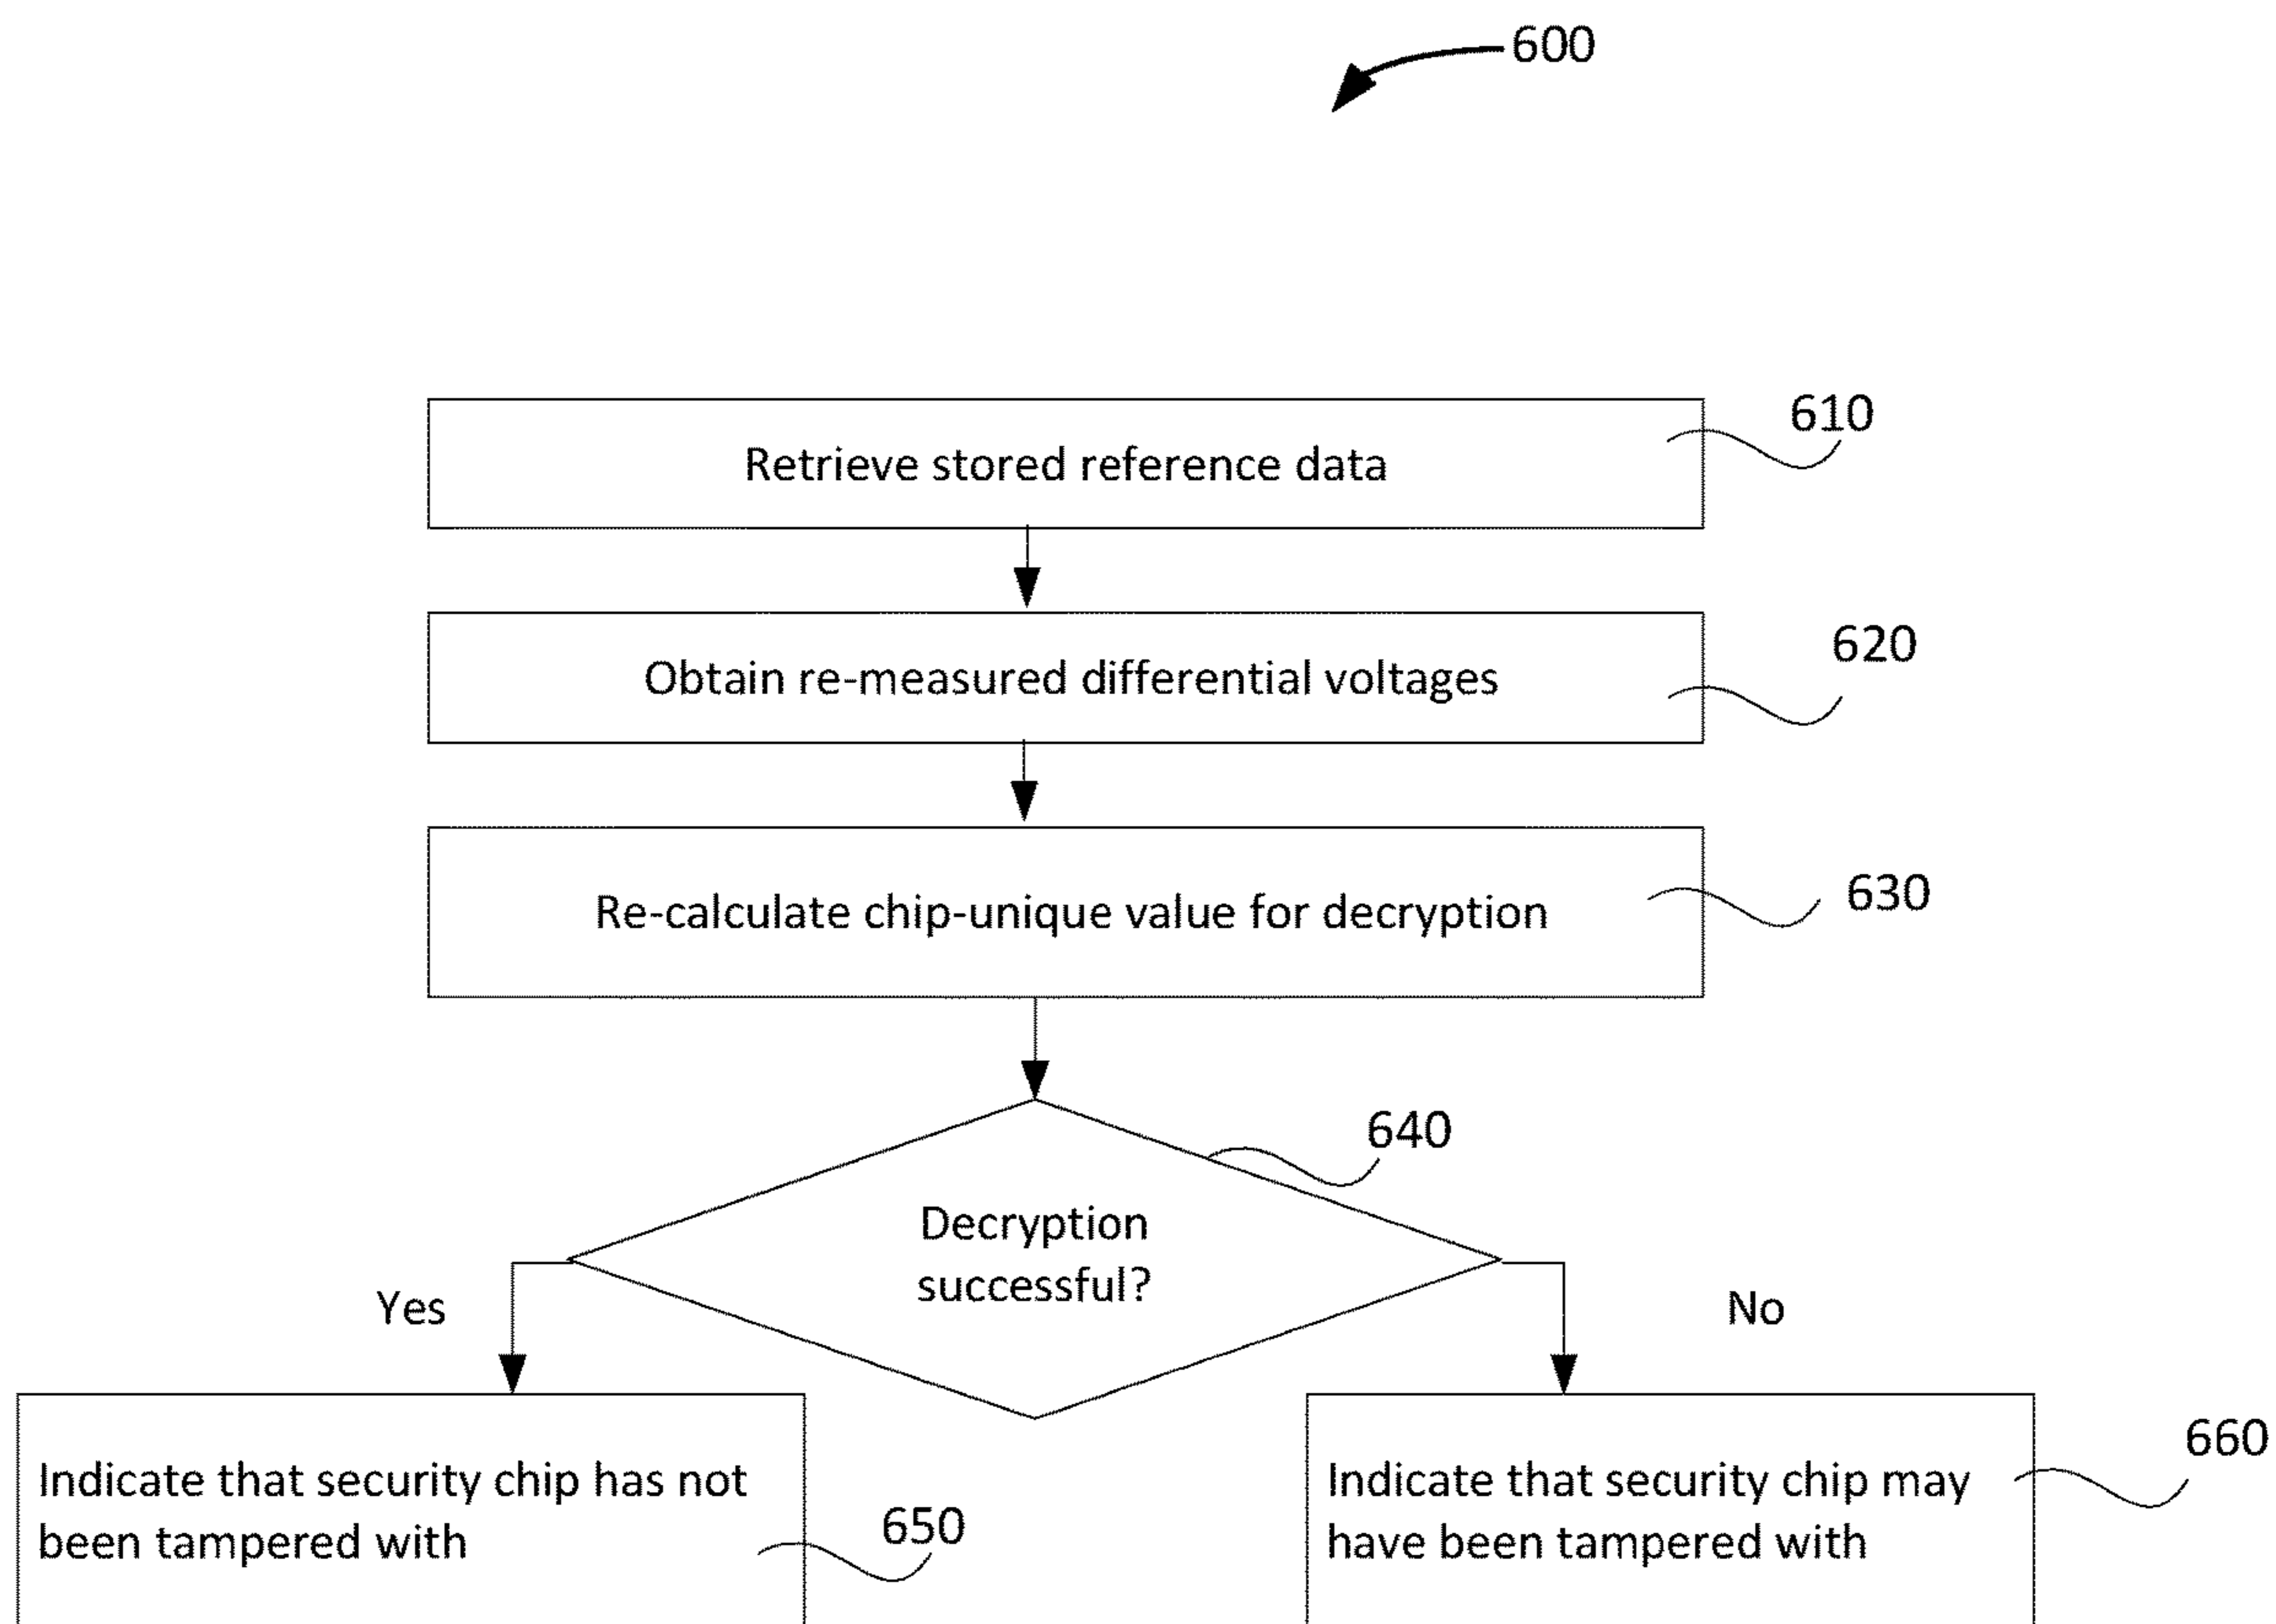 600
610
Retrieve stored reference data
620
Obtain re-measured differential voltages
630
Re-calculate chip-unique value for decryption
640
Decryption
successful?
Yes
No
Indicate that security chip has not
been tampered with
650
Indicate that security chip may
have been tampered with
660